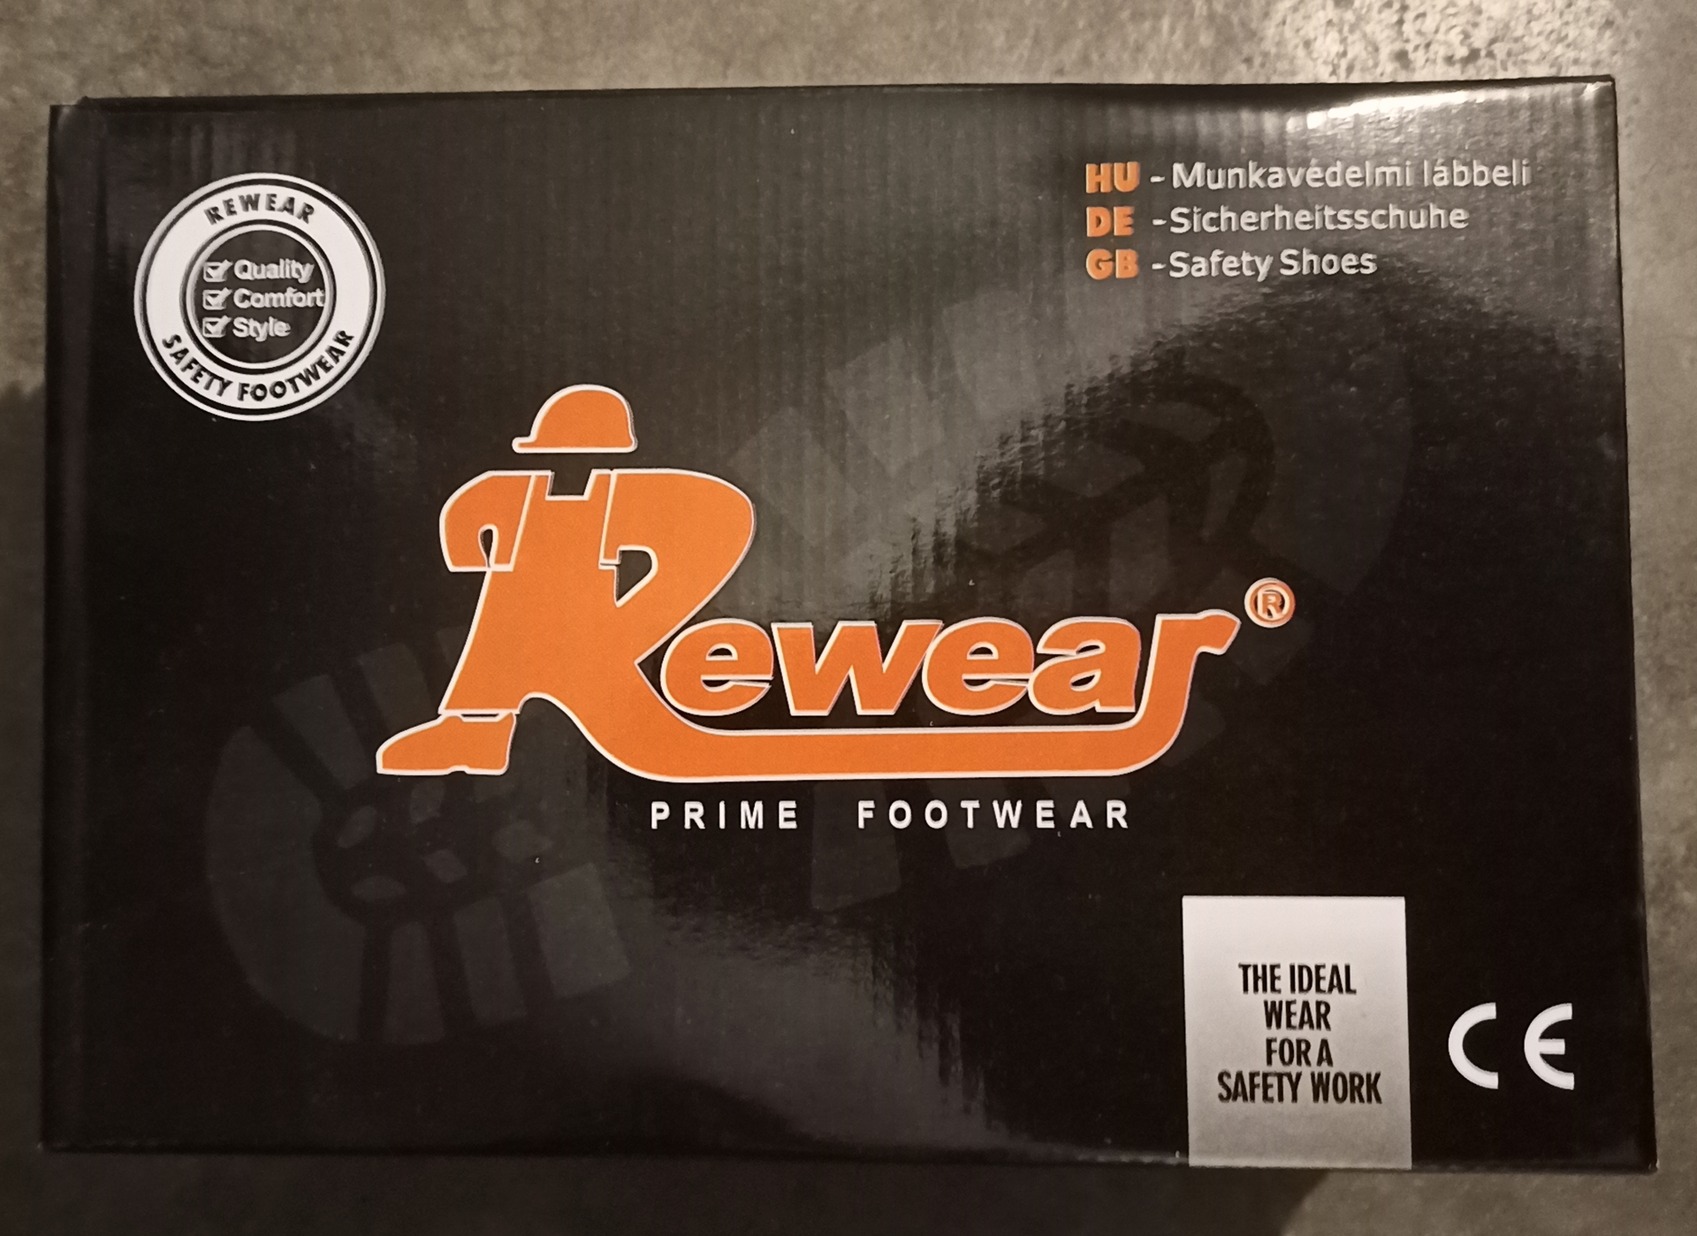 REWEAR
Quality
Comfort
Style
SAFETY FOOTWEAR
HU - Munkavédelmi lábbeli
DE -Sicherheitsschuhe
GB -Safety Shoes
Rewear®
PRIME FOOTWEAR
THE IDEAL
WEAR
FOR A
SAFETY WORK
CE